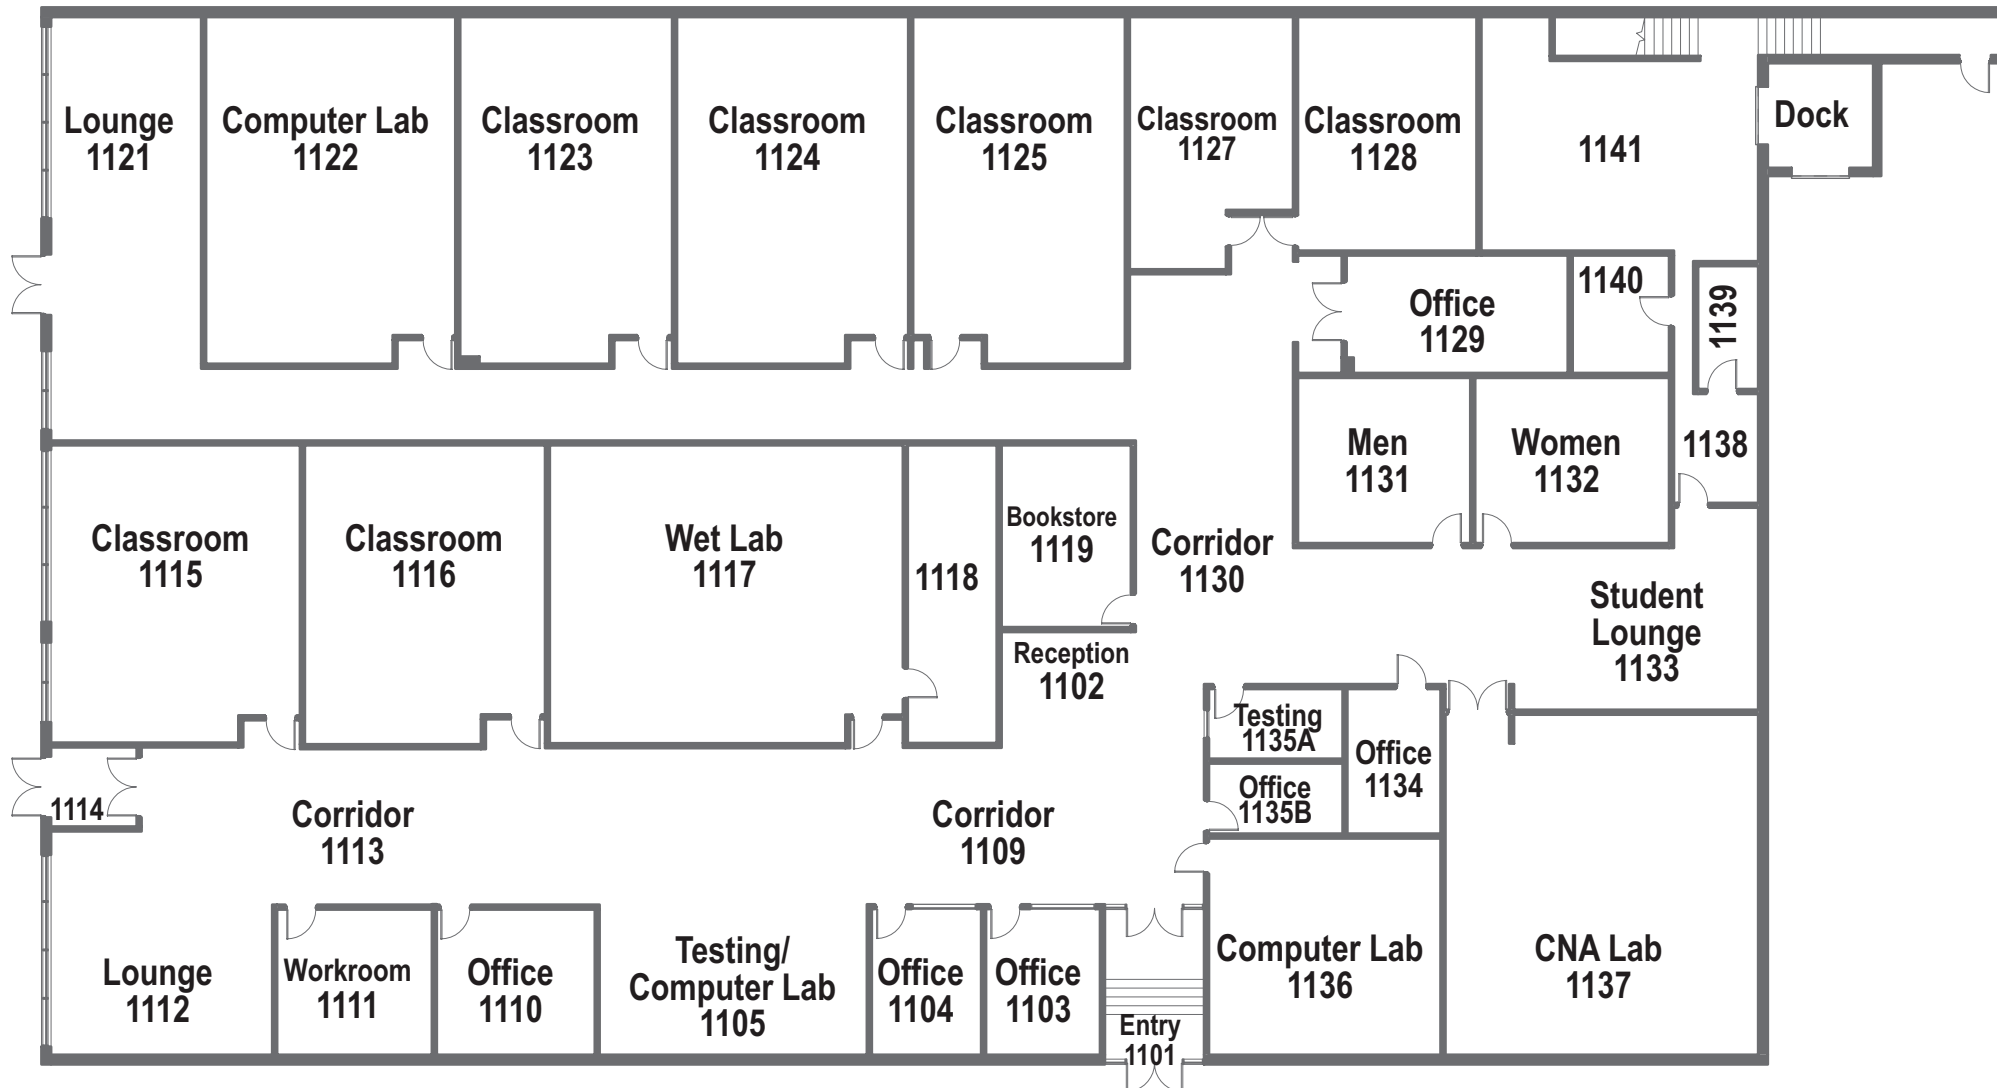 Lounge
1121
Computer Lab
1122
Classroom
1123
Classroom
1124
Classroom
1125
Classroom
1127
Classroom
1128
1141
Dock
Office
1129
1140
1139
Men
1131
Women
1132
1138
Classroom
1115
Classroom
1116
Wet Lab
1117
1118
Bookstore
1119
Corridor
1130
Student
Lounge
1133
Reception
1102
Testing
1135A
Office
1135B
Office
1134
1114
Corridor
1113
Corridor
1109
Lounge
1112
Workroom
1111
Office
1110
Testing/
Computer Lab
1105
Office
1104
Office
1103
Entry
1101
Computer Lab
1136
CNA Lab
1137